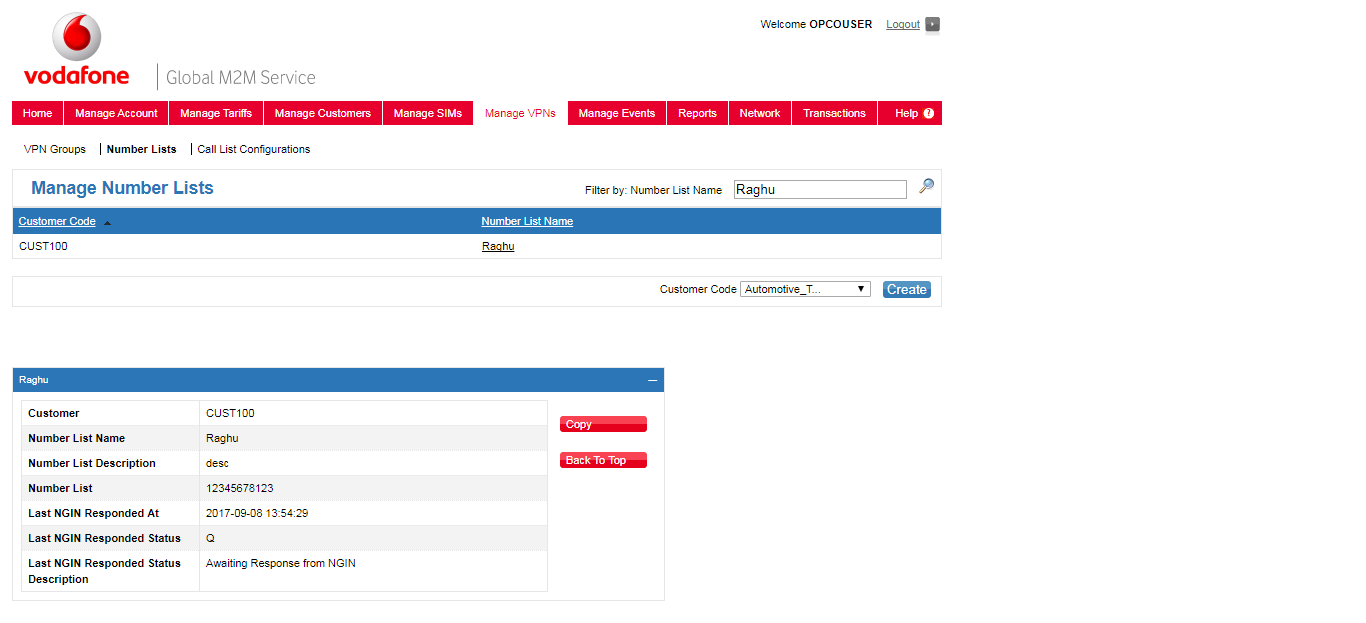 Welcome OPCOUSER Logout
vodafone
Global M2M Service
Home Manage Account Manage Tariffs Manage Customers Manage SIMs Manage VPNs Manage Events Reports Network Transactions Help ?
VPN Groups Number Lists Call List Configurations
Manage Number Lists Filter by: Number List Name Raghu
Customer Code Number List Name
CUST100 Raghu
Customer Code Automotive_T... Create
Raghu
Customer CUST100
Copy
Number List Name Raghu
Number List Description desc
Back To Top
Number List 12345678123
Last NGIN Responded At 2017-09-08 13:54:29
Last NGIN Responded Status Q
Last NGIN Responded Status Awaiting Response from NGIN
Description